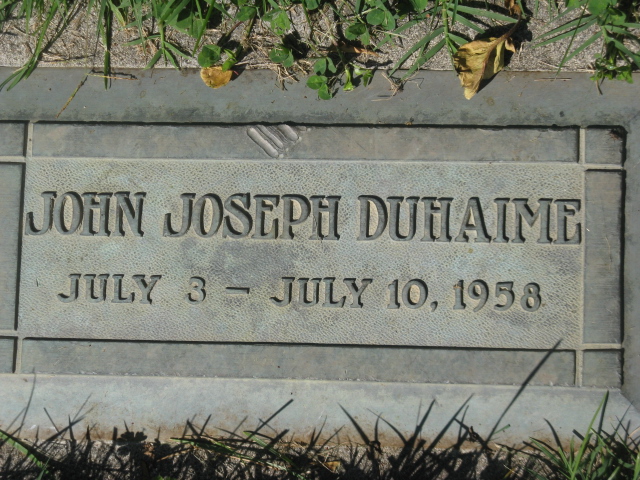 JOHN JOSEPH DUHAIME
JULY 3 – JULY 10, 1958